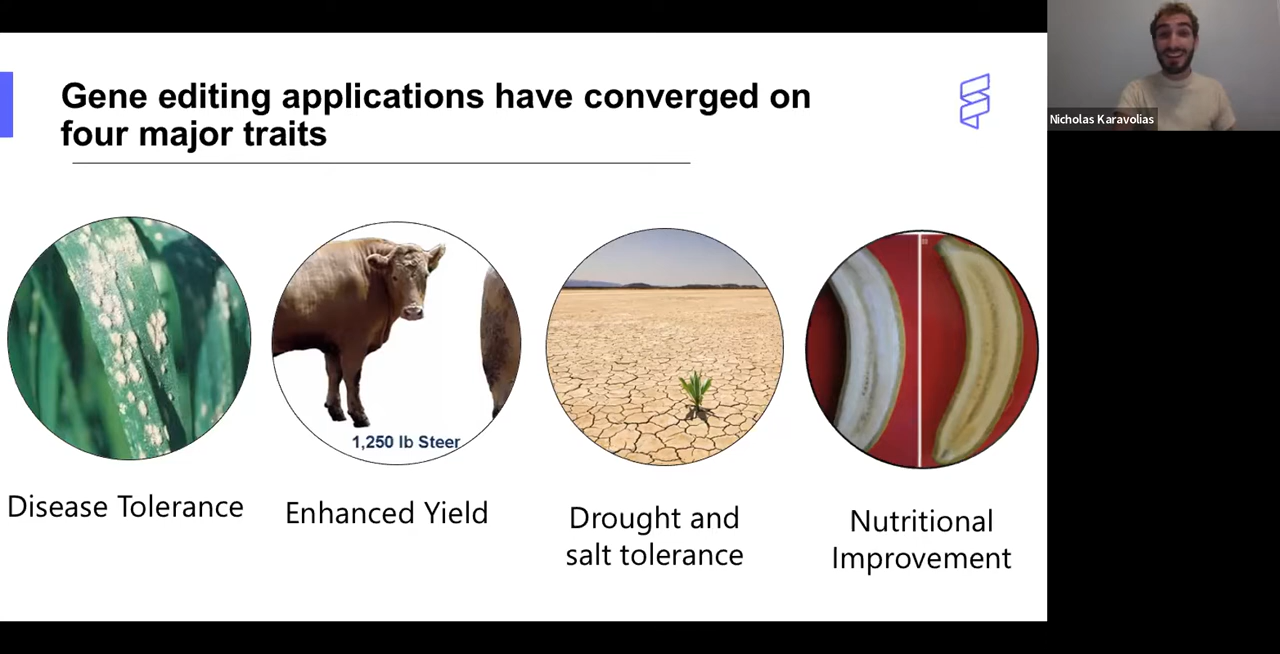 Gene editing applications have converged on
four major traits
Nicholas Karavolias
1,250 lb Steer
Disease Tolerance
Enhanced Yield
Drought and
salt tolerance
Nutritional
Improvement